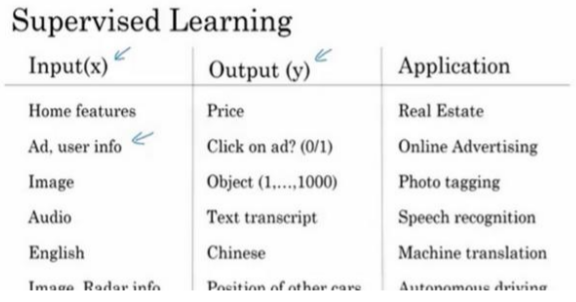 Supervised Learning
Input(x) Output (y) Application
Home features Price Real Estate
Ad, user info Click on ad? (0/1) Online Advertising
Image Object (1,...,1000) Photo tagging
Audio Text transcript Speech recognition
English Chinese Machine translation
Image, Radar info Position of other cars Autonomous driving